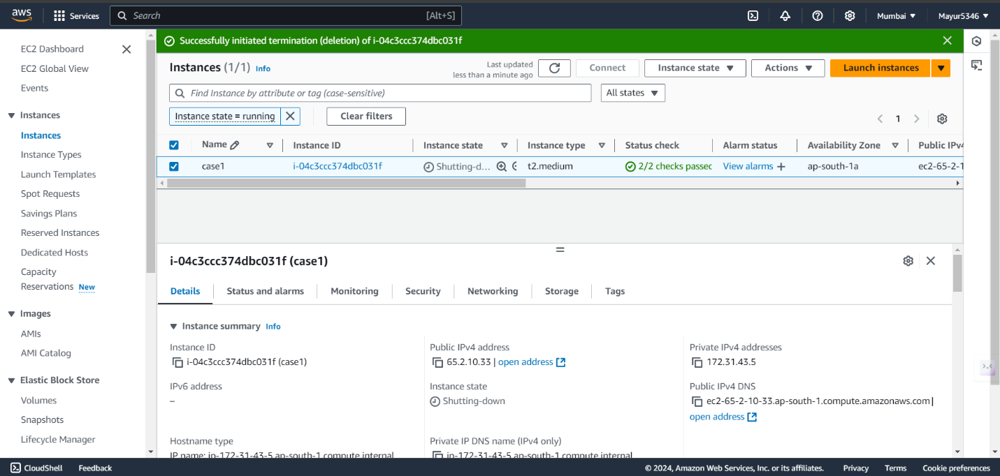 aws
Services
Search
[Alt+S]
Mumbai
Mayur5346
EC2 Dashboard
EC2 Global View
Events
Instances
Instances
Instance Types
Launch Templates
Spot Requests
Savings Plans
Reserved Instances
Dedicated Hosts
Capacity
Reservations New
Images
AMIs
AMI Catalog
Elastic Block Store
Volumes
Snapshots
Lifecycle Manager
Successfully initiated termination (deletion) of i-04c3ccc374dbc031f
Instances (1/1) Info
Last updated
less than a minute ago
Connect
Instance state
Actions
Launch instances
Find Instance by attribute or tag (case-sensitive)
All states
Instance state = running
Clear filters
1
Name Instance ID Instance state Instance type Status check Alarm status Availability Zone Public IPv4
case1 i-04c3ccc374dbc031f Shutting-d... t2.medium 2/2 checks passed View alarms + ap-south-1a ec2-65-2-1
i-04c3ccc374dbc031f (case1)
Details Status and alarms Monitoring Security Networking Storage Tags
Instance summary Info
Instance ID
i-04c3ccc374dbc031f (case1)
Public IPv4 address
65.2.10.33 | open address
Private IPv4 addresses
172.31.43.5
IPv6 address
–
Instance state
Shutting-down
Public IPv4 DNS
ec2-65-2-10-33.ap-south-1.compute.amazonaws.com |
open address
Hostname type
IP name: ip-172-31-43-5.ap-south-1.compute.internal
Private IP DNS name (IPv4 only)
ip-172-31-43-5.ap-south-1.compute.internal
CloudShell
Feedback
© 2024, Amazon Web Services, Inc. or its affiliates.
Privacy
Terms
Cookie preferences